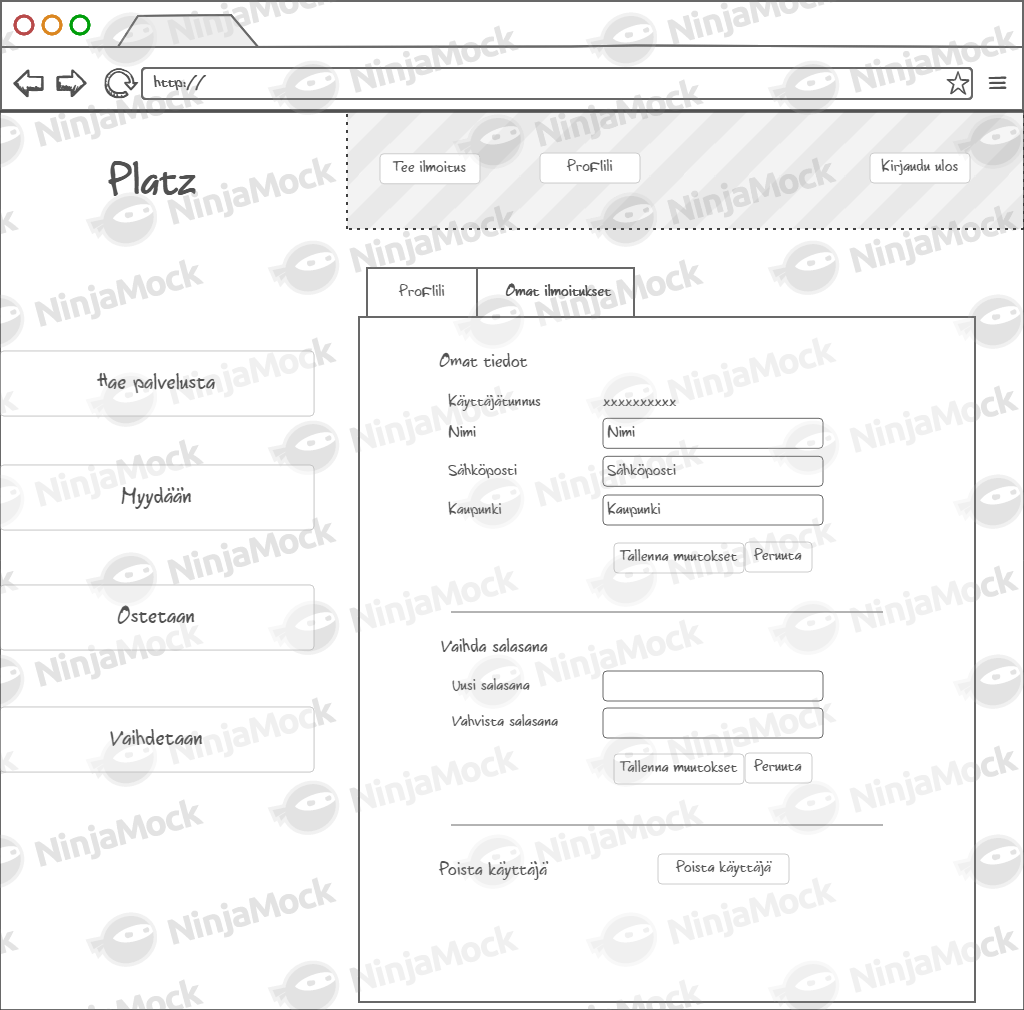 http://
Platz
Tee ilmoitus
Profiili
Kirjaudu ulos
Profiili
Omat ilmoitukset
Hae palvelusta
Myydään
Ostetaan
Vaihdetaan
Omat tiedot
Käyttäjätunnus xxxxxxxxxx
Nimi Nimi
Sähköposti Sähköposti
Kaupunki Kaupunki
Tallenna muutokset Peruuta
Vaihda salasana
Uusi salasana
Vahvista salasana
Tallenna muutokset Peruuta
Poista käyttäjä Poista käyttäjä
NinjaMock